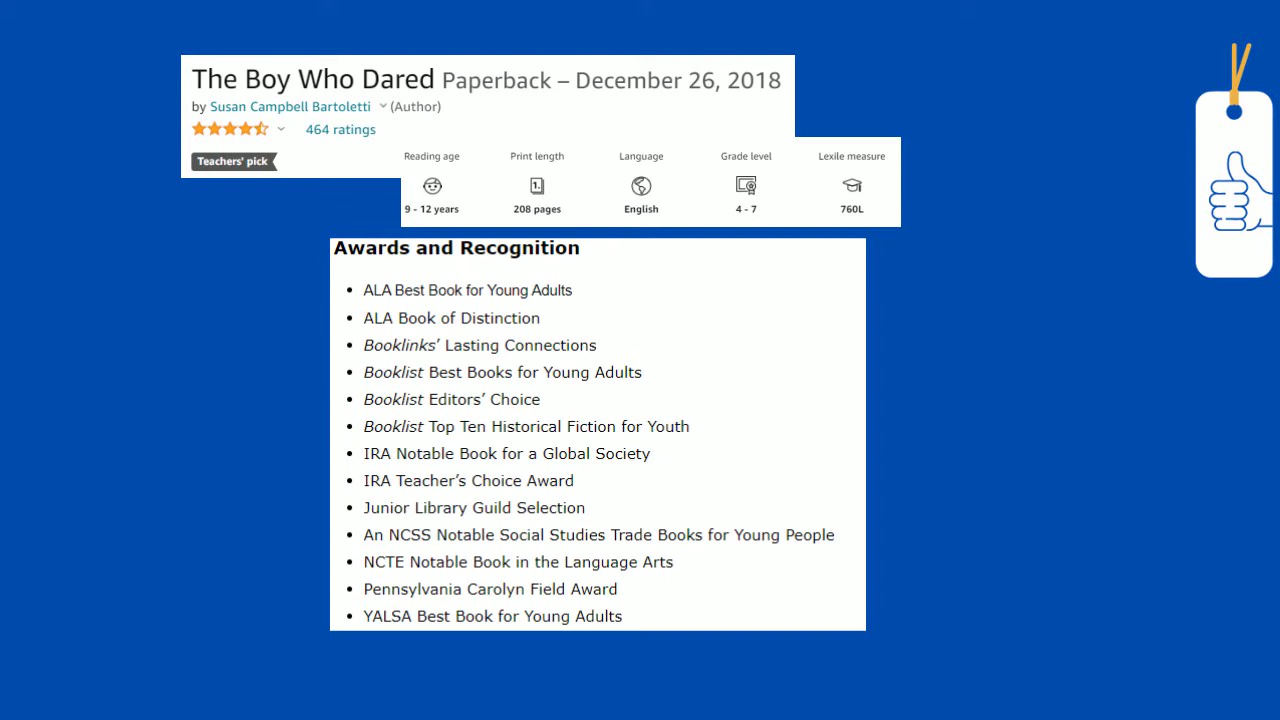 The Boy Who Dared Paperback – December 26, 2018
by Susan Campbell Bartoletti (Author)
464 ratings
Teachers' pick
Reading age Print length Language Grade level Lexile measure
1.
9 - 12 years 208 pages English 4 - 7 760L
Awards and Recognition
• ALA Best Book for Young Adults
• ALA Book of Distinction
• Booklinks’ Lasting Connections
• Booklist Best Books for Young Adults
• Booklist Editors’ Choice
• Booklist Top Ten Historical Fiction for Youth
• IRA Notable Book for a Global Society
• IRA Teacher’s Choice Award
• Junior Library Guild Selection
• An NCSS Notable Social Studies Trade Books for Young People
• NCTE Notable Book in the Language Arts
• Pennsylvania Carolyn Field Award
• YALSA Best Book for Young Adults